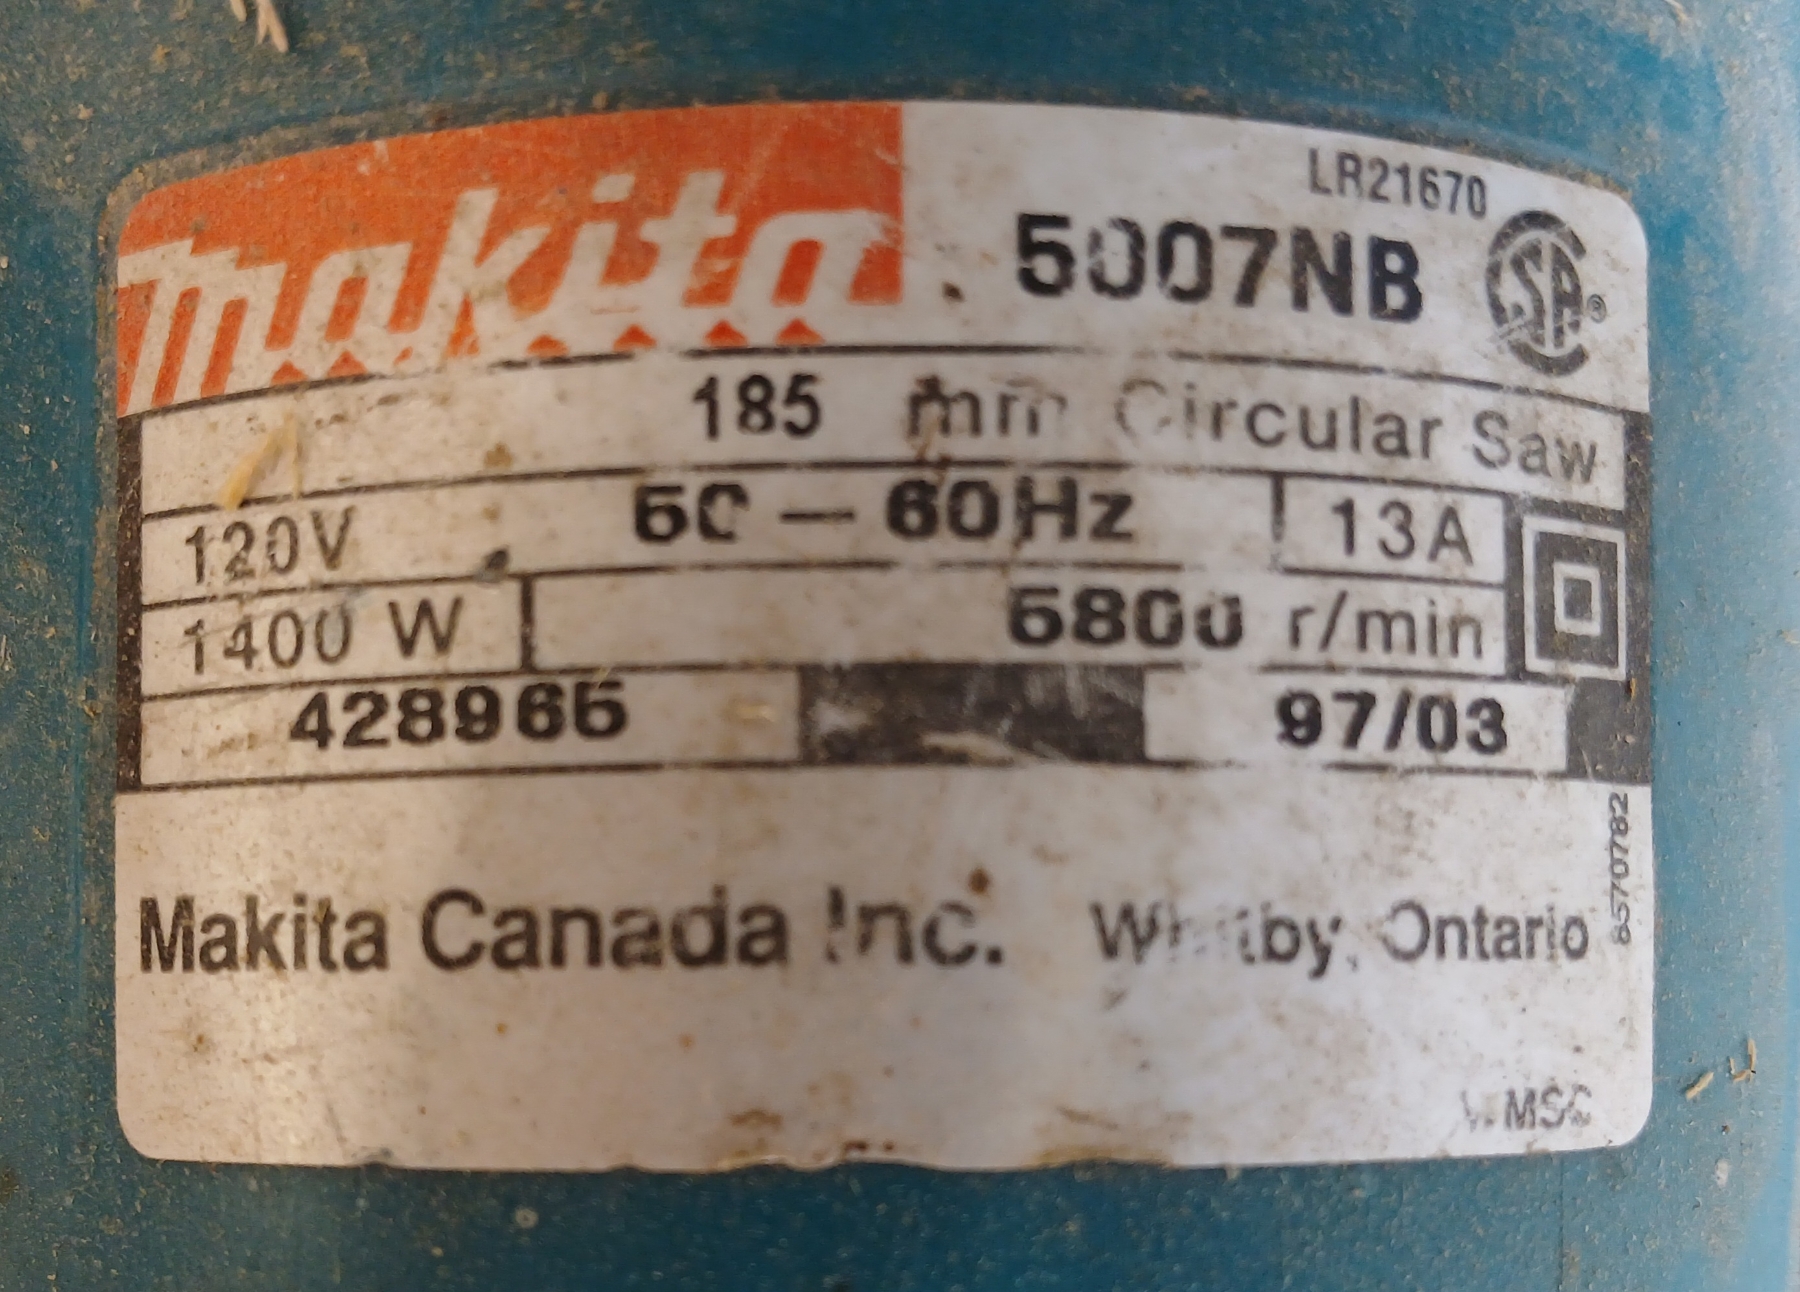 makita
LR21670
5007NB
185 mm Circular Saw
120V 50 — 60Hz 13A
1400 W 5800 r/min
428965 97/03
8570782
Makita Canada Inc. Whitby, Ontario